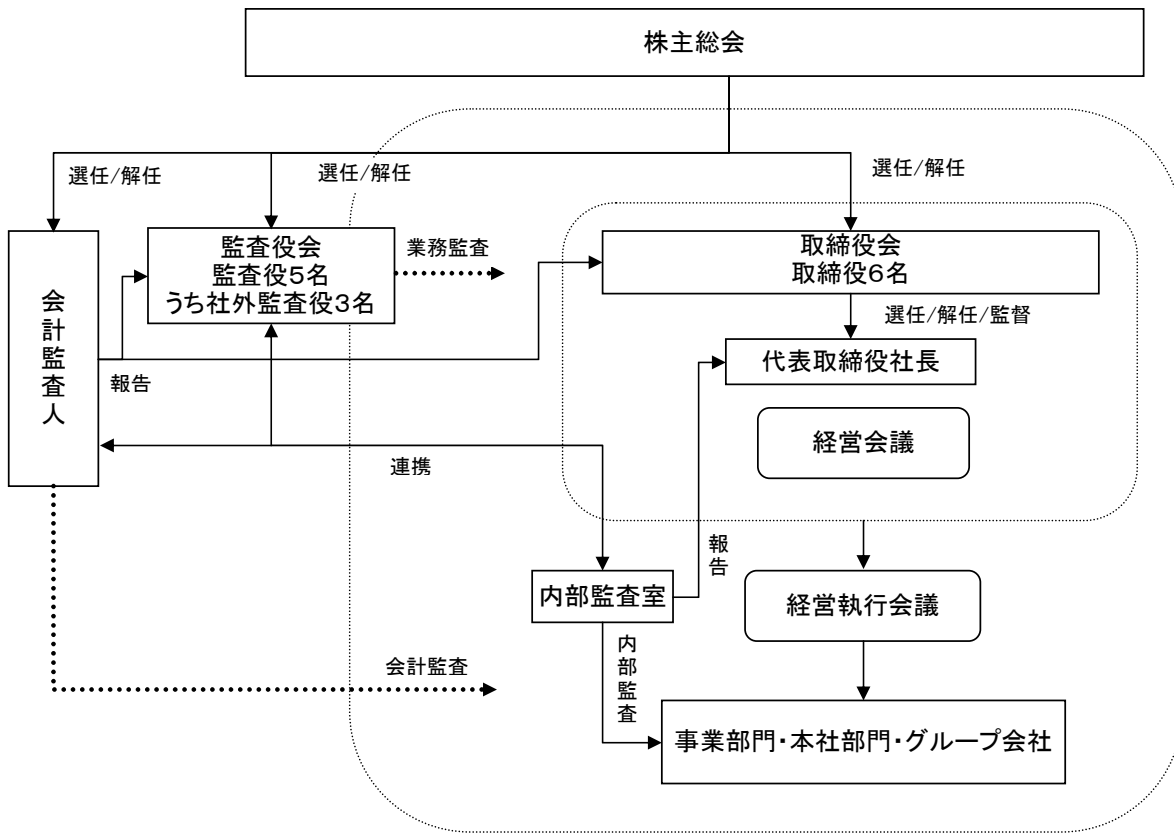 株主総会
選任/解任
選任/解任
選任/解任
監査役会
監査役5名
うち社外監査役3名
業務監査
取締役会
取締役6名
会計監査人
選任/解任/監督
代表取締役社長
報告
経営会議
連携
報告
内部監査室
経営執行会議
内部監査
会計監査
事業部門・本社部門・グループ会社